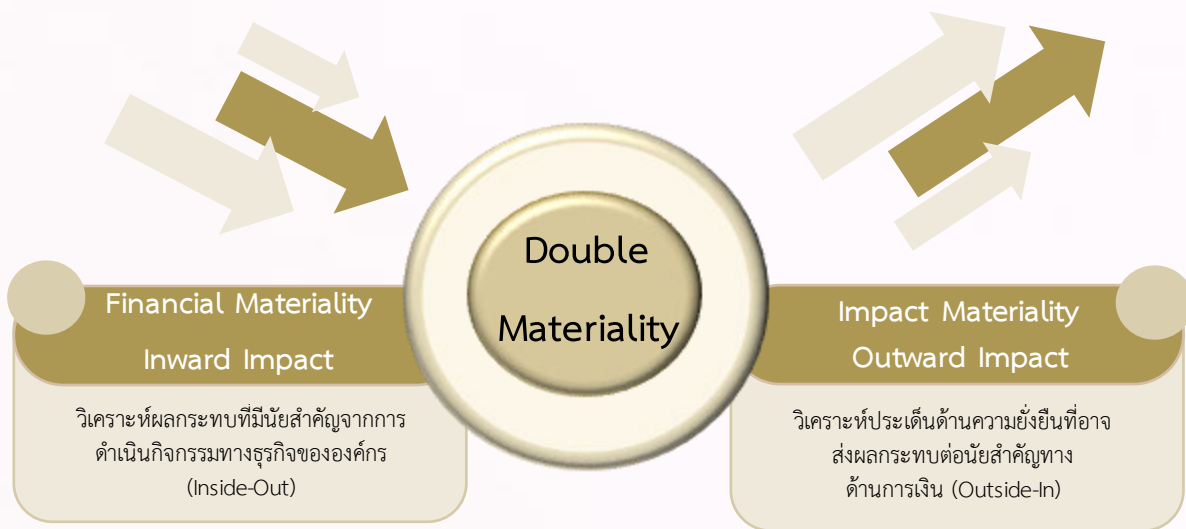 Double
Materiality
Financial Materiality
Inward Impact
วิเคราะห์ผลกระทบที่มีนัยสำคัญจากการ
ดำเนินกิจกรรมทางธุรกิจขององค์กร
(Inside-Out)
Impact Materiality
Outward Impact
วิเคราะห์ประเด็นด้านความยั่งยืนที่อาจ
ส่งผลกระทบต่อนัยสำคัญทาง
ด้านการเงิน (Outside-In)